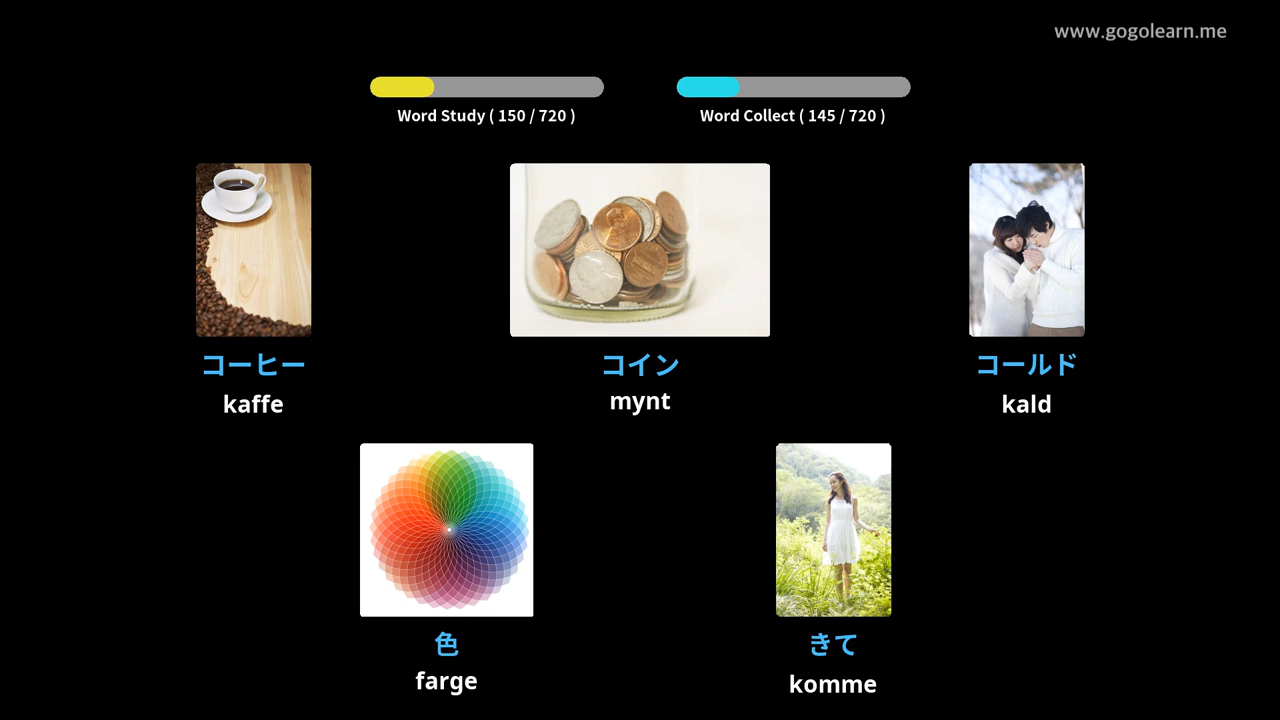 www.gogolearn.me
Word Study ( 150 / 720 )
Word Collect ( 145 / 720 )
コーヒー
kaffe
コイン
mynt
コールド
kald
色
farge
きて
komme